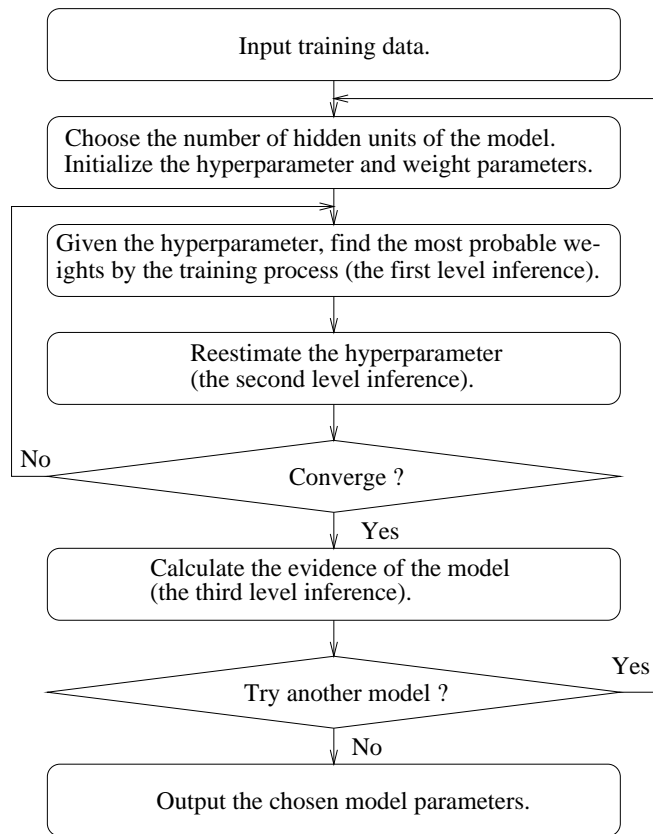 Input training data.
Choose the number of hidden units of the model.
Initialize the hyperparameter and weight parameters.
Given the hyperparameter, find the most probable we-
ights by the training process (the first level inference).
Reestimate the hyperparameter
(the second level inference).
No
Converge ?
Yes
Calculate the evidence of the model
(the third level inference).
Yes
Try another model ?
No
Output the chosen model parameters.